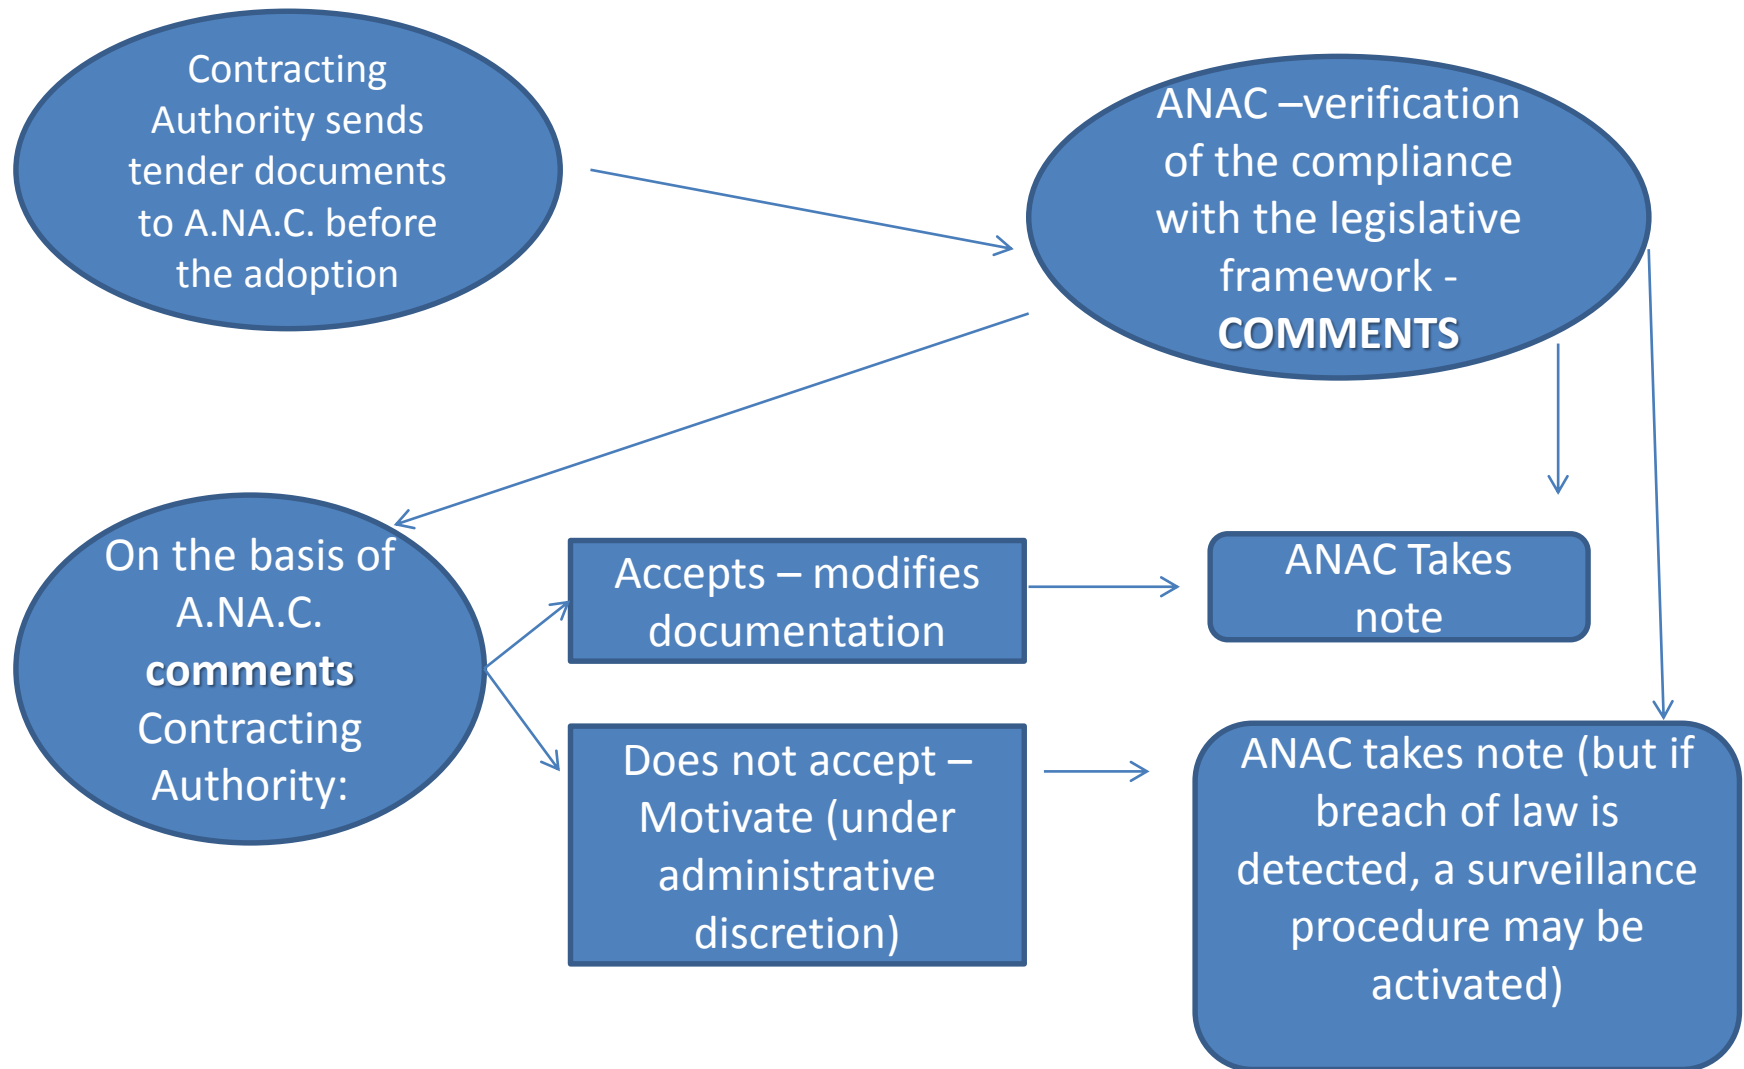 Contracting
Authority sends
tender documents
to A.NA.C. before
the adoption
ANAC –verification
of the compliance
with the legislative
framework -
COMMENTS
On the basis of
A.NA.C.
comments
Contracting
Authority:
Accepts – modifies
documentation
ANAC Takes
note
Does not accept –
Motivate (under
administrative
discretion)
ANAC takes note (but if
breach of law is
detected, a surveillance
procedure may be
activated)